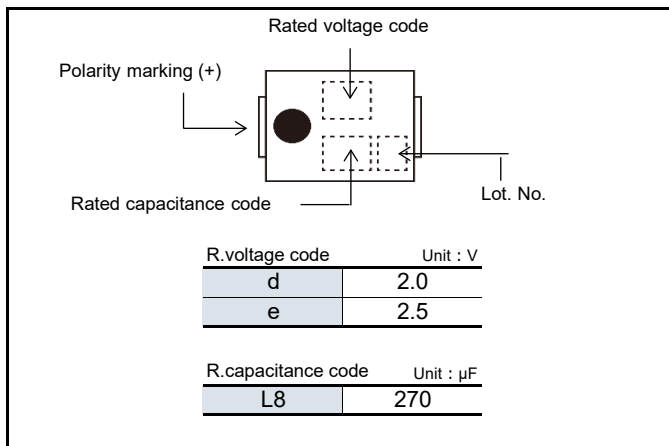 Rated voltage code
Polarity marking (+)
Rated capacitance code
Lot. No.
R.voltage code Unit : V
d 2.0
e 2.5
R.capacitance code Unit : μF
L8 270